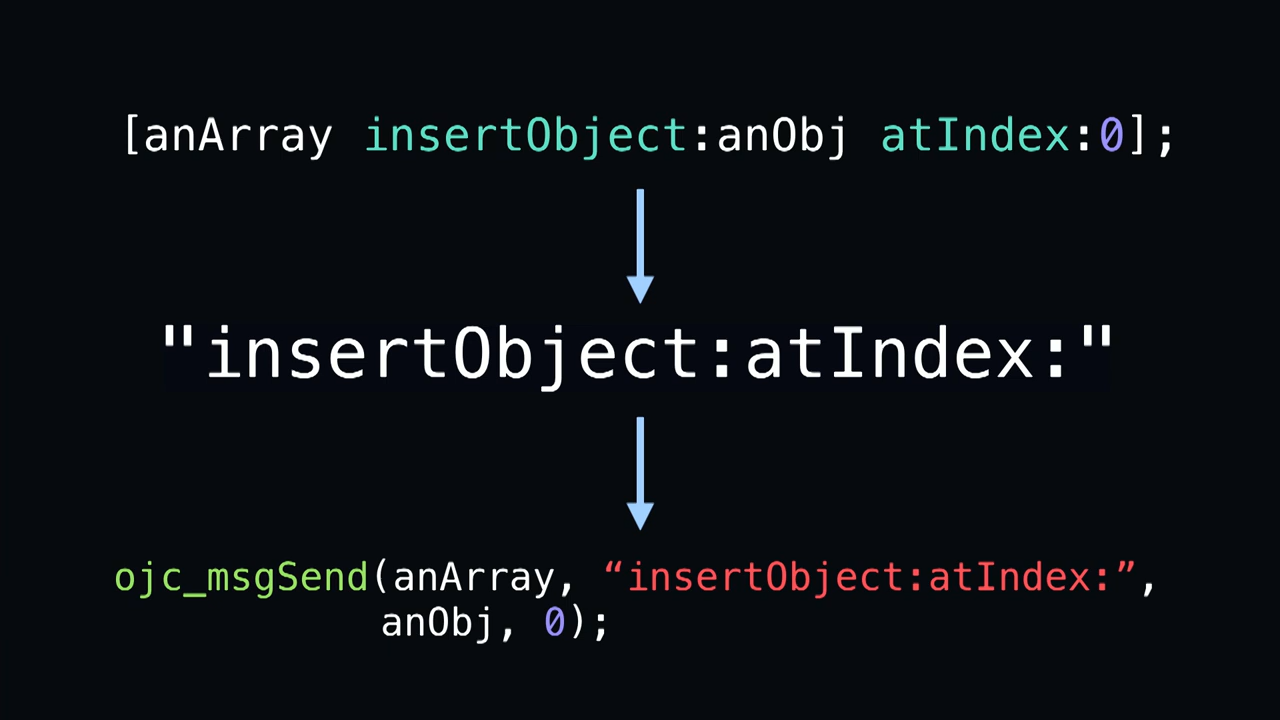 [anArray insertObject:anObj atIndex:0];
"insertObject:atIndex:"
ojc_msgSend(anArray, “insertObject:atIndex:”,
anObj, 0);